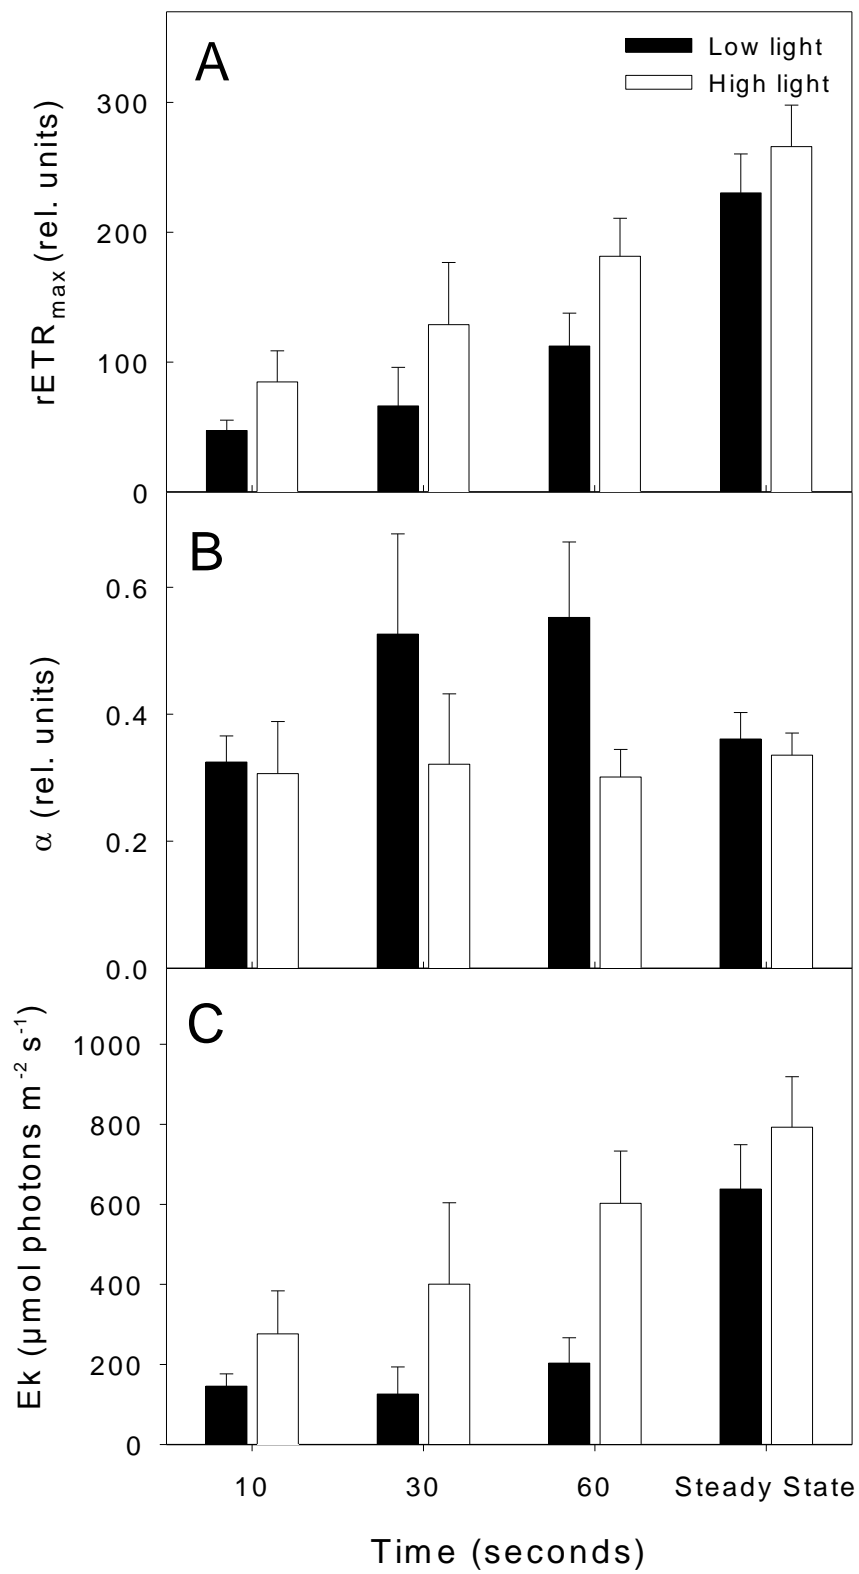 A
Low light
High light
rETRmax (rel. units)
300
200
100
0
B
α (rel. units)
0.6
0.4
0.2
0.0
C
Ek (μmol photons m-2 s-1)
1000
800
600
400
200
0
10 30 60 Steady State
Time (seconds)